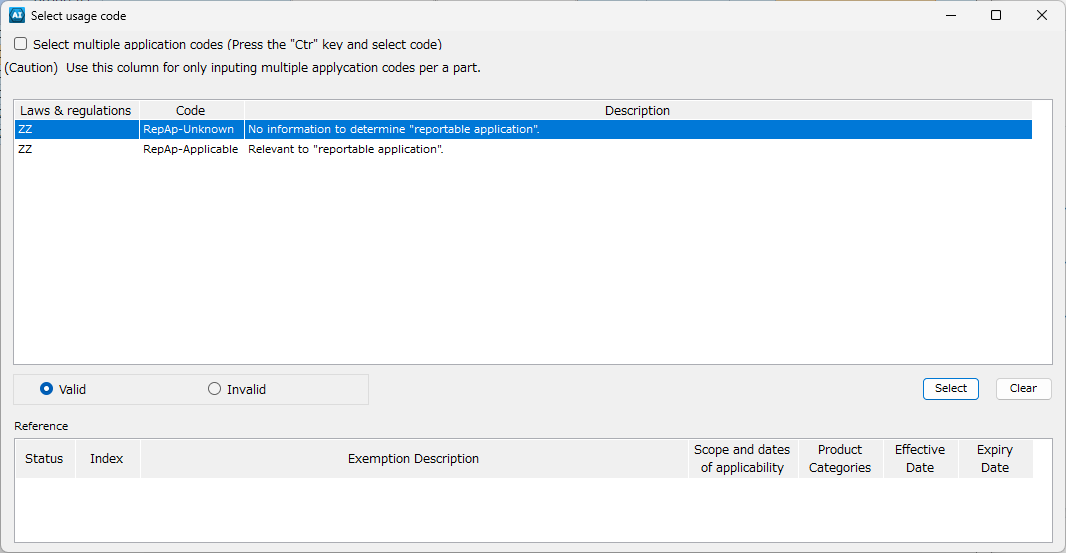 AI Select usage code
Select multiple application codes (Press the "Ctr" key and select code)
(Caution) Use this column for only inputing multiple applycation codes per a part.
Laws & regulations Code Description
ZZ RepAp-Unknown No information to determine "reportable application".
ZZ RepAp-Applicable Relevant to "reportable application".
Valid Invalid Select Clear
Reference
Status Index Exemption Description Scope and dates of applicability Product Categories Effective Date Expiry Date